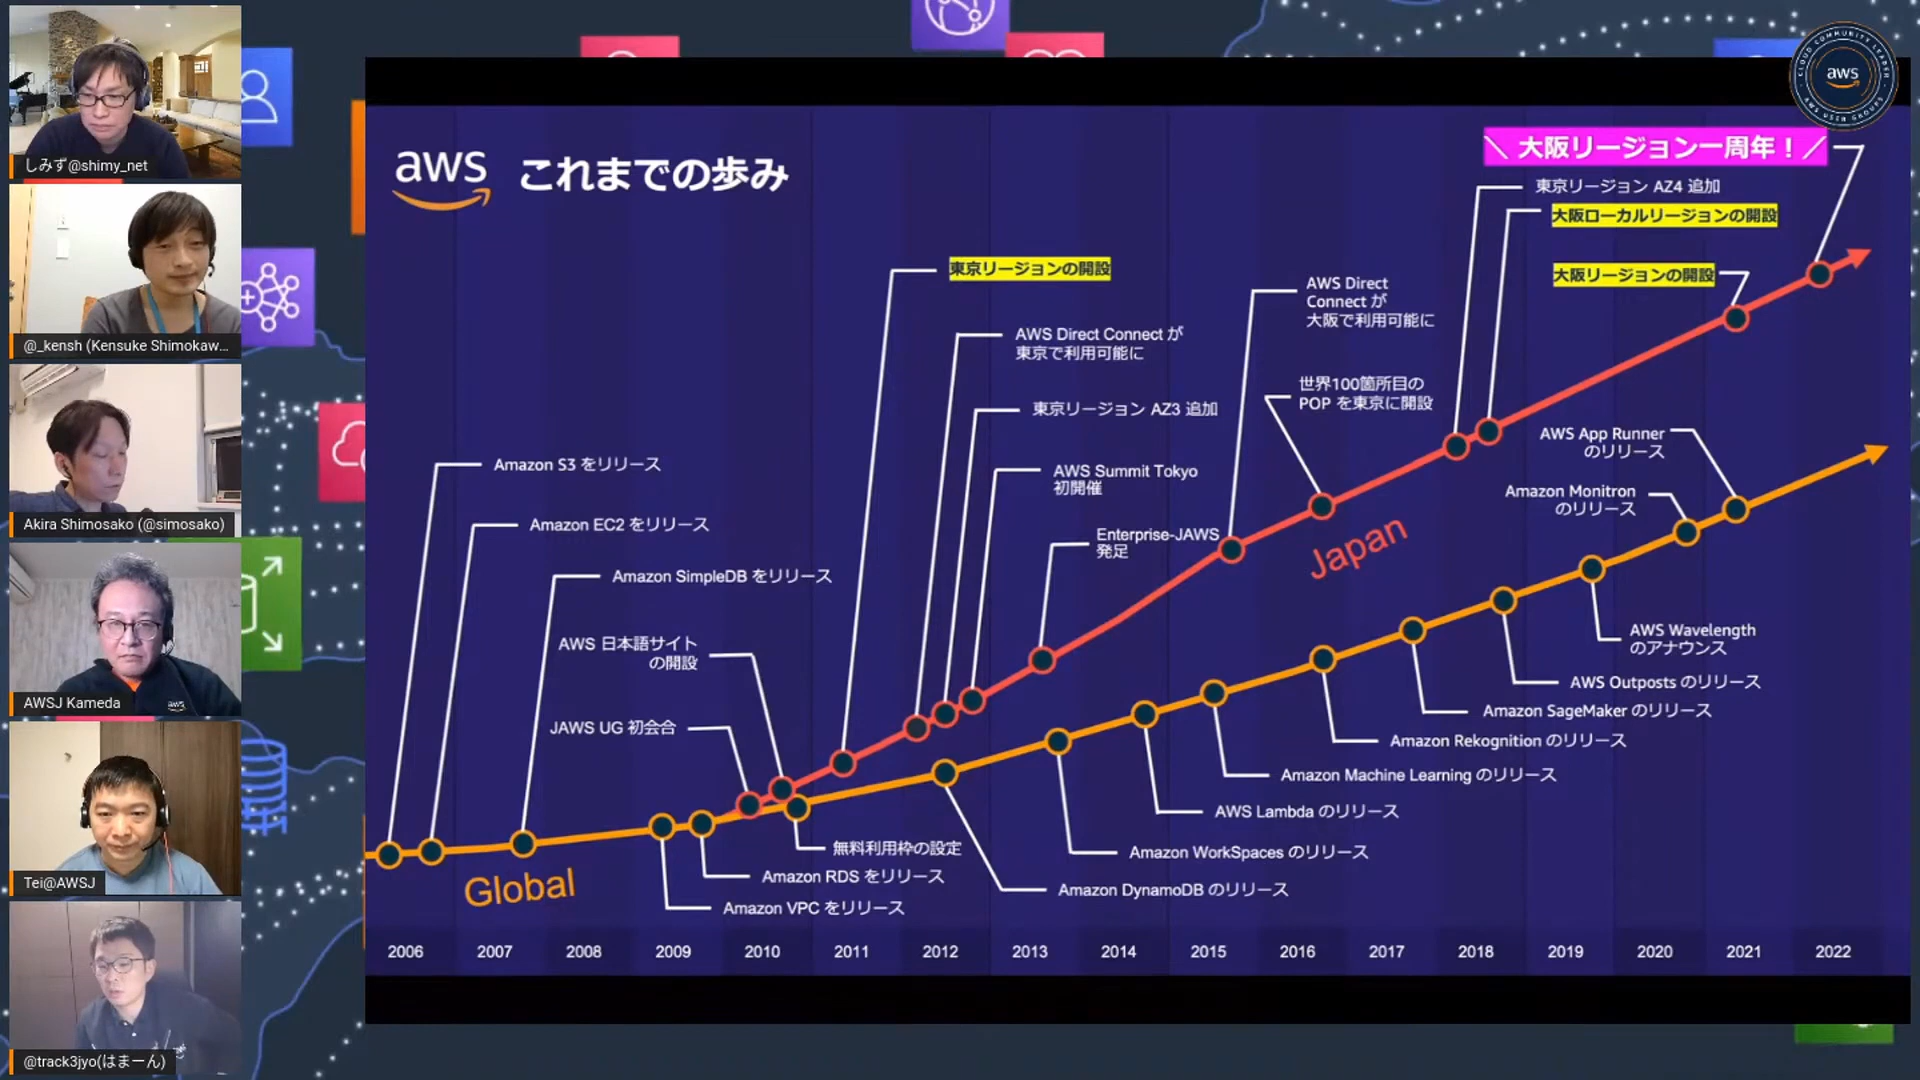 しみず@shimy_net
@_kensh (Kensuke Shimokaw...
Akira Shimosako (@simosako)
AWSJ Kameda
aws
Tei@AWSJ
@track3jyo(はまーん)
CLOUD COMMUNITY LEADER
aws
AWS USER GROUPS
aws これまでの歩み
＼ 大阪リージョン一周年！／
東京リージョン AZ4 追加
大阪ローカルリージョンの開設
大阪リージョンの開設
東京リージョンの開設
AWS Direct
Connect が
大阪で利用可能に
AWS Direct Connect が
東京で利用可能に
世界100箇所目の
POP を東京に開設
東京リージョン AZ3 追加
AWS Summit Tokyo
初開催
Enterprise-JAWS
発足
Japan
AWS App Runner
のリリース
Amazon Monitron
のリリース
Amazon S3 をリリース
Amazon EC2 をリリース
Amazon SimpleDB をリリース
AWS 日本語サイト
の開設
JAWS UG 初会合
AWS Wavelength
のアナウンス
AWS Outposts のリリース
Amazon SageMaker のリリース
Amazon Rekognition のリリース
Amazon Machine Learning のリリース
AWS Lambda のリリース
Amazon WorkSpaces のリリース
Amazon DynamoDB のリリース
無料利用枠の設定
Amazon RDS をリリース
Amazon VPC をリリース
Global
2006 2007 2008 2009 2010 2011 2012 2013 2014 2015 2016 2017 2018 2019 2020 2021 2022